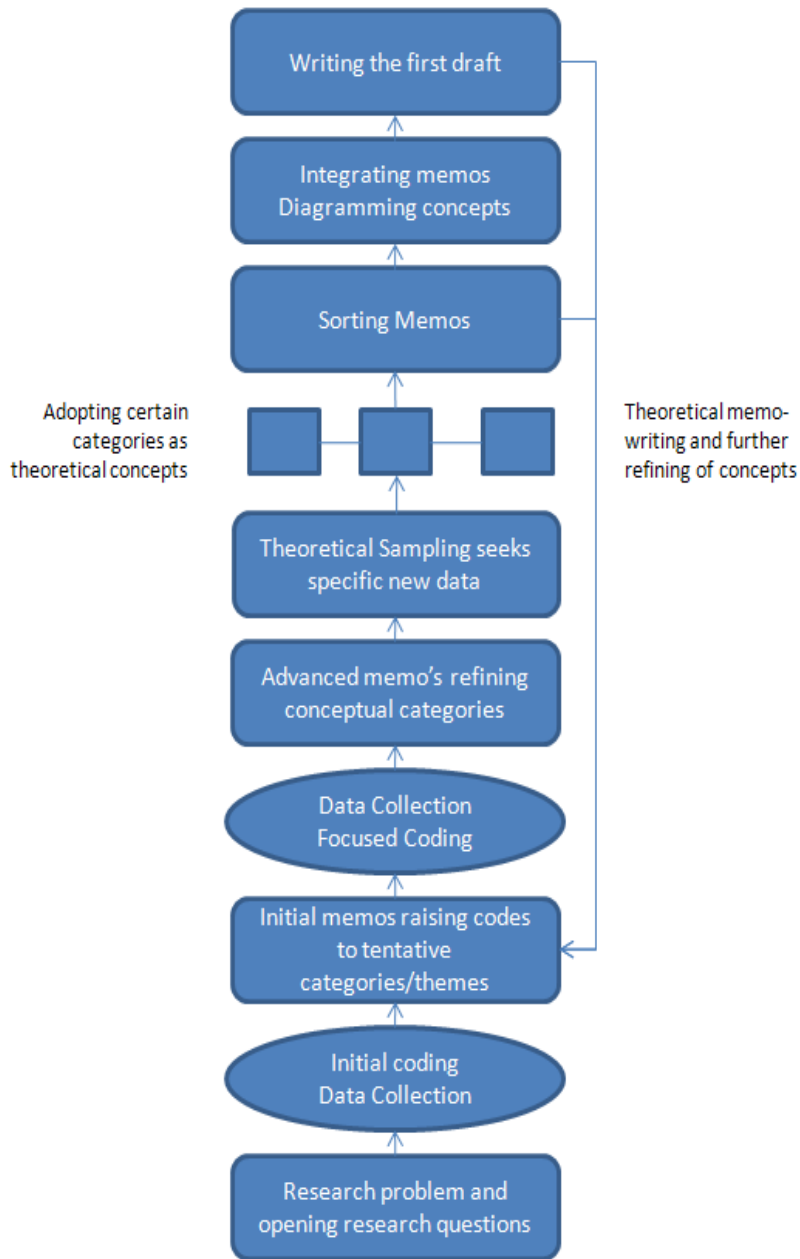 Writing the first draft
Integrating memos
Diagramming concepts
Sorting Memos
Adopting certain
categories as
theoretical concepts
Theoretical memo-
writing and further
refining of concepts
Theoretical Sampling seeks
specific new data
Advanced memo's refining
conceptual categories
Data Collection
Focused Coding
Initial memos raising codes
to tentative
categories/themes
Initial coding
Data Collection
Research problem and
opening research questions